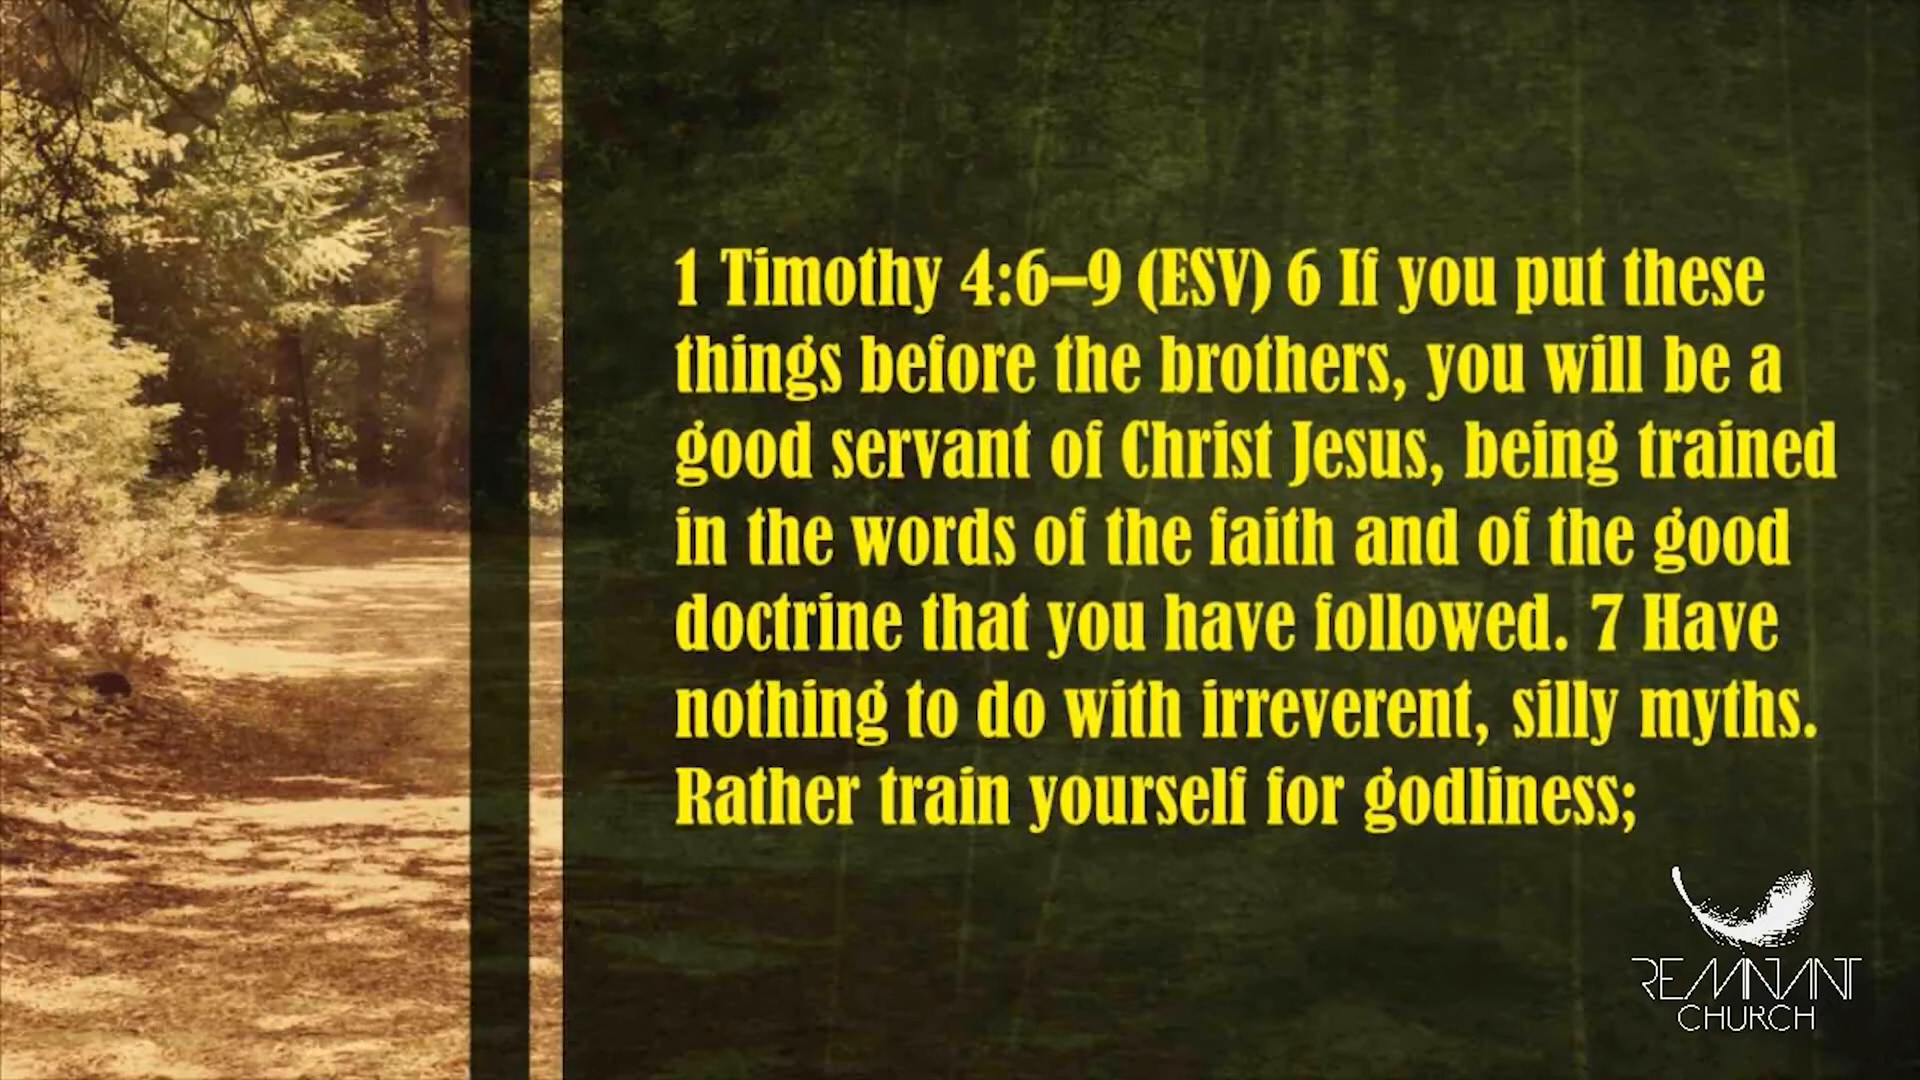 1 Timothy 4:6–9 (ESV) 6 If you put these
things before the brothers, you will be a
good servant of Christ Jesus, being trained
in the words of the faith and of the good
doctrine that you have followed. 7 Have
nothing to do with irreverent, silly myths.
Rather train yourself for godliness;
REMNANT
CHURCH